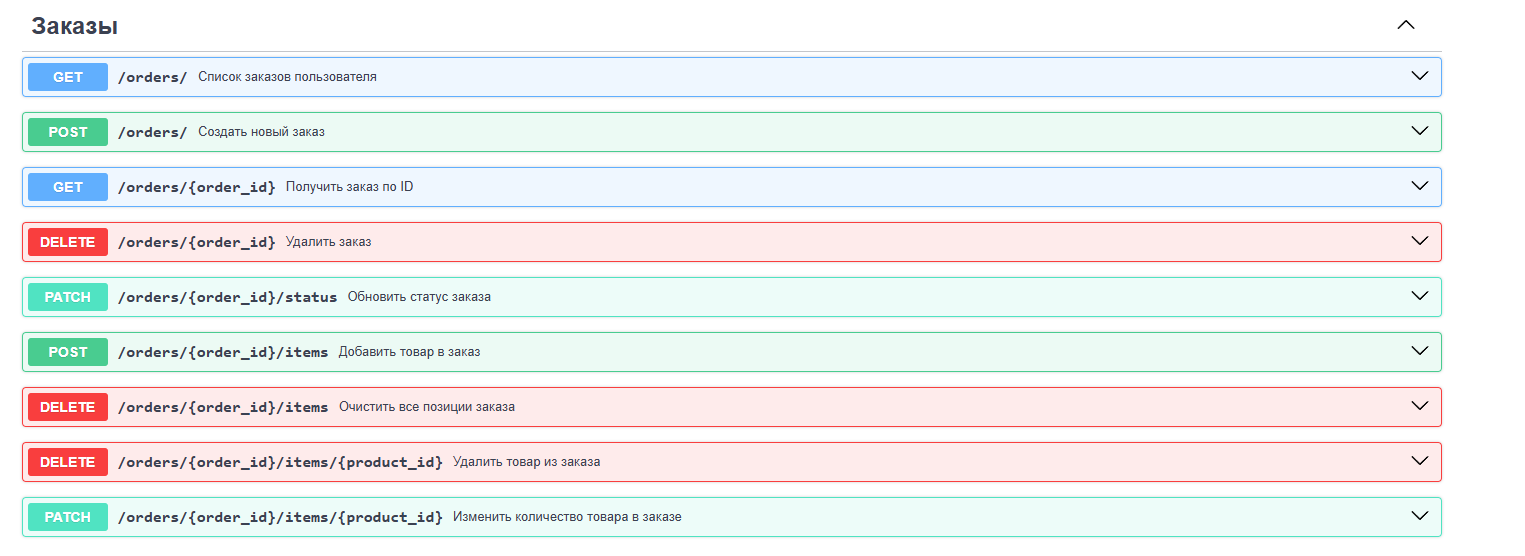 Заказы
GET /orders/ Список заказов пользователя
POST /orders/ Создать новый заказ
GET /orders/{order_id} Получить заказ по ID
DELETE /orders/{order_id} Удалить заказ
PATCH /orders/{order_id}/status Обновить статус заказа
POST /orders/{order_id}/items Добавить товар в заказ
DELETE /orders/{order_id}/items Очистить все позиции заказа
DELETE /orders/{order_id}/items/{product_id} Удалить товар из заказа
PATCH /orders/{order_id}/items/{product_id} Изменить количество товара в заказе